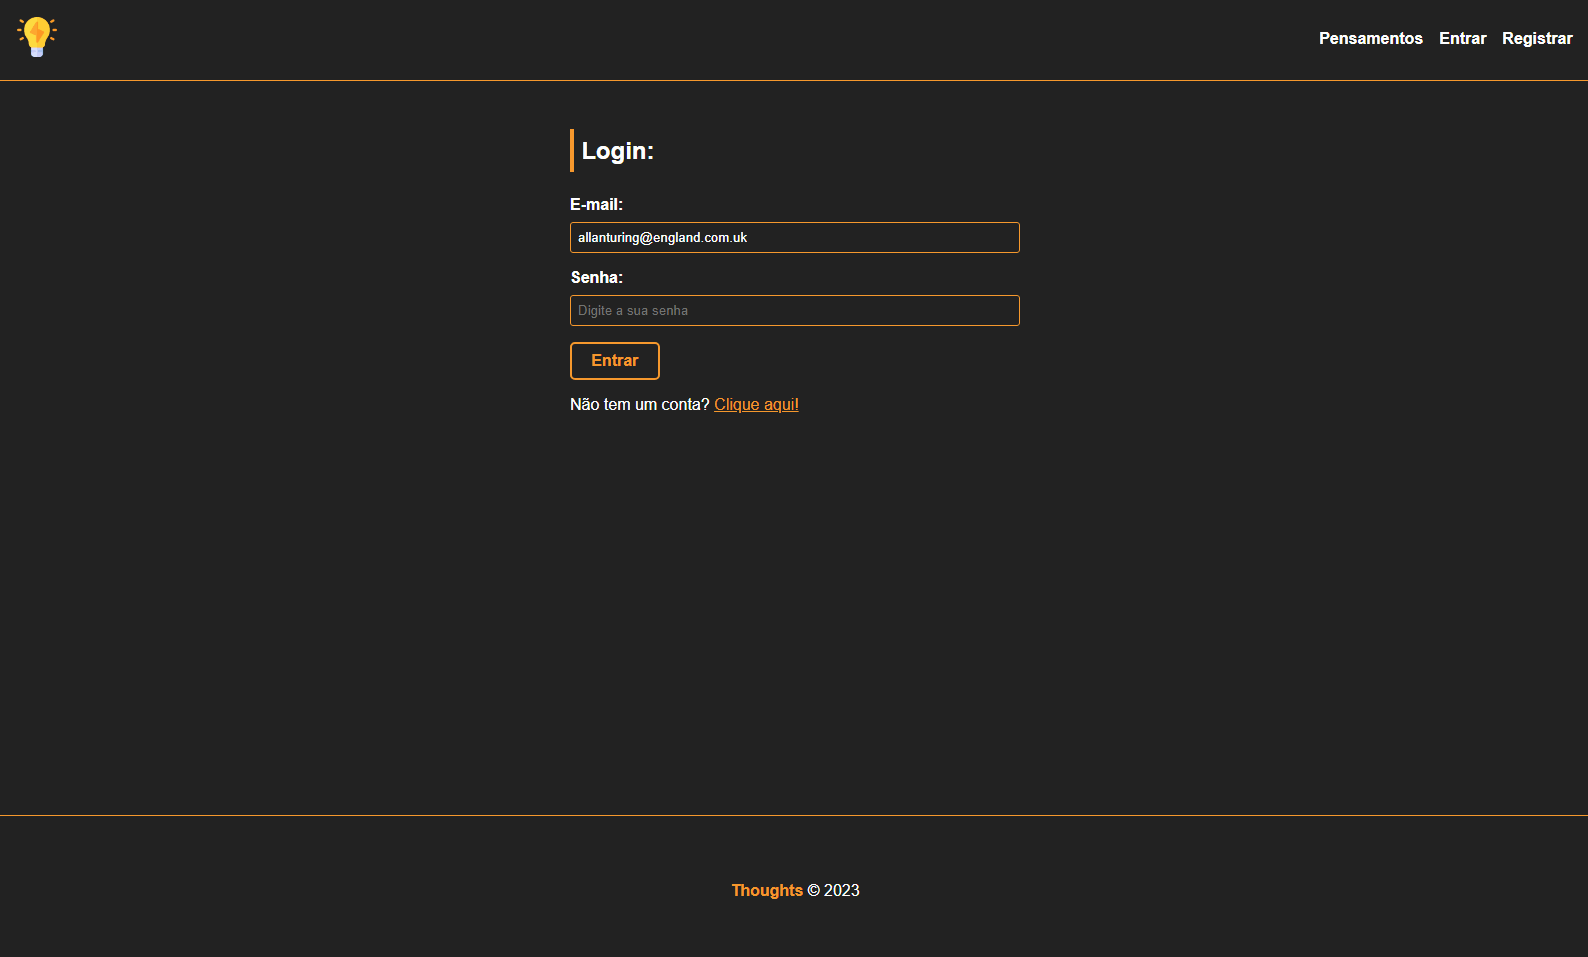 Pensamentos Entrar Registrar
Login:
E-mail:
allanturing@england.com.uk
Senha:
Digite a sua senha
Entrar
Não tem um conta? Clique aqui!
Thoughts © 2023